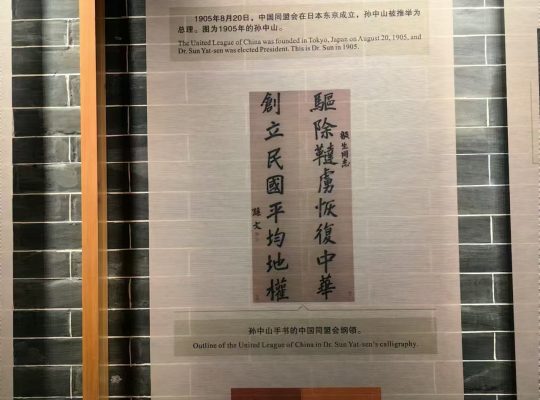 1905年8月20日，中国同盟会在日本东京成立，孙中山被推举为
总理。图为1905年的孙中山。
The United League of China was founded in Tokyo, Japan on August 20, 1905, and
Dr. Sun Yat-sen was elected President. This is Dr. Sun in 1905.
驅除韃虜恢復中華
創立民國平均地權
孫文
孙中山手书的中国同盟会纲领。
Outline of the United League of China in Dr. Sun Yat-sen's calligraphy.